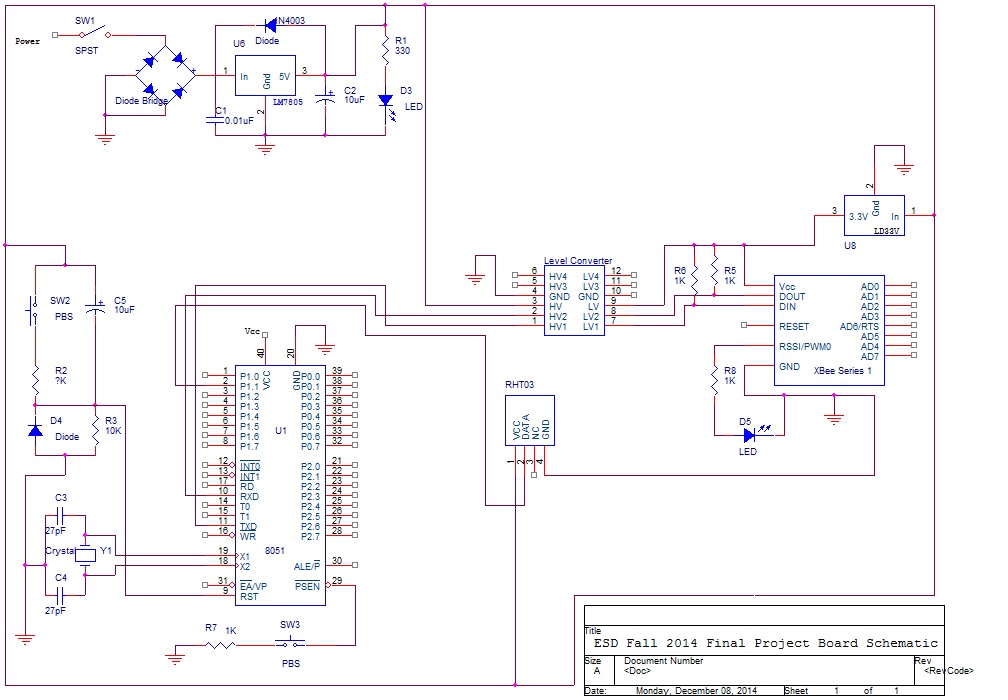 SW1
Power
SPST
Diode Bridge
-
+
U6
1N4003
Diode
1
In
5V
3
Gnd
LM7805
2
C1
0.01uF
C2
10uF
+
R1
330
D3
LED
2
Gnd
3
3.3V
In
1
LD33V
U8
Level Converter
6 HV4 LV4 12
5 HV3 LV3 11
4 GND GND 10
3 HV LV 9
2 HV2 LV2 8
1 HV1 LV1 7
R6
1K
R5
1K
Vcc AD0
DOUT AD1
DIN AD2
AD3
RESET AD6/RTS
AD5
RSSI/PWM0 AD4
AD7
GND
XBee Series 1
R8
1K
D5
LED
SW2
PBS
C5
10uF
+
R2
?K
D4
Diode
R3
10K
C3
27pF
Crystal
Y1
C4
27pF
Vcc
40
20
VCC
GND
1 P1.0 P0.0 39
2 P1.1 P0.1 38
3 P1.2 P0.2 37
4 P1.3 P0.3 36
5 P1.4 P0.4 35
6 P1.5 P0.5 34
7 P1.6 P0.6 33
8 P1.7 P0.7 32
U1
12 INT0 P2.0 21
13 INT1 P2.1 22
17 RD P2.2 23
10 RXD P2.3 24
14 T0 P2.4 25
15 T1 P2.5 26
11 TXD P2.6 27
16 WR P2.7 28
8051
19 X1
18 X2 ALE/P 30
31 EA/VP PSEN 29
9 RST
RHT03
VCC
DATA
NC
GND
1
2
3
4
R7 1K
SW3
PBS
Title
ESD Fall 2014 Final Project Board Schematic
Size Document Number Rev
A <Doc> <RevCode>
Date: Monday, December 08, 2014 Sheet 1 of 1